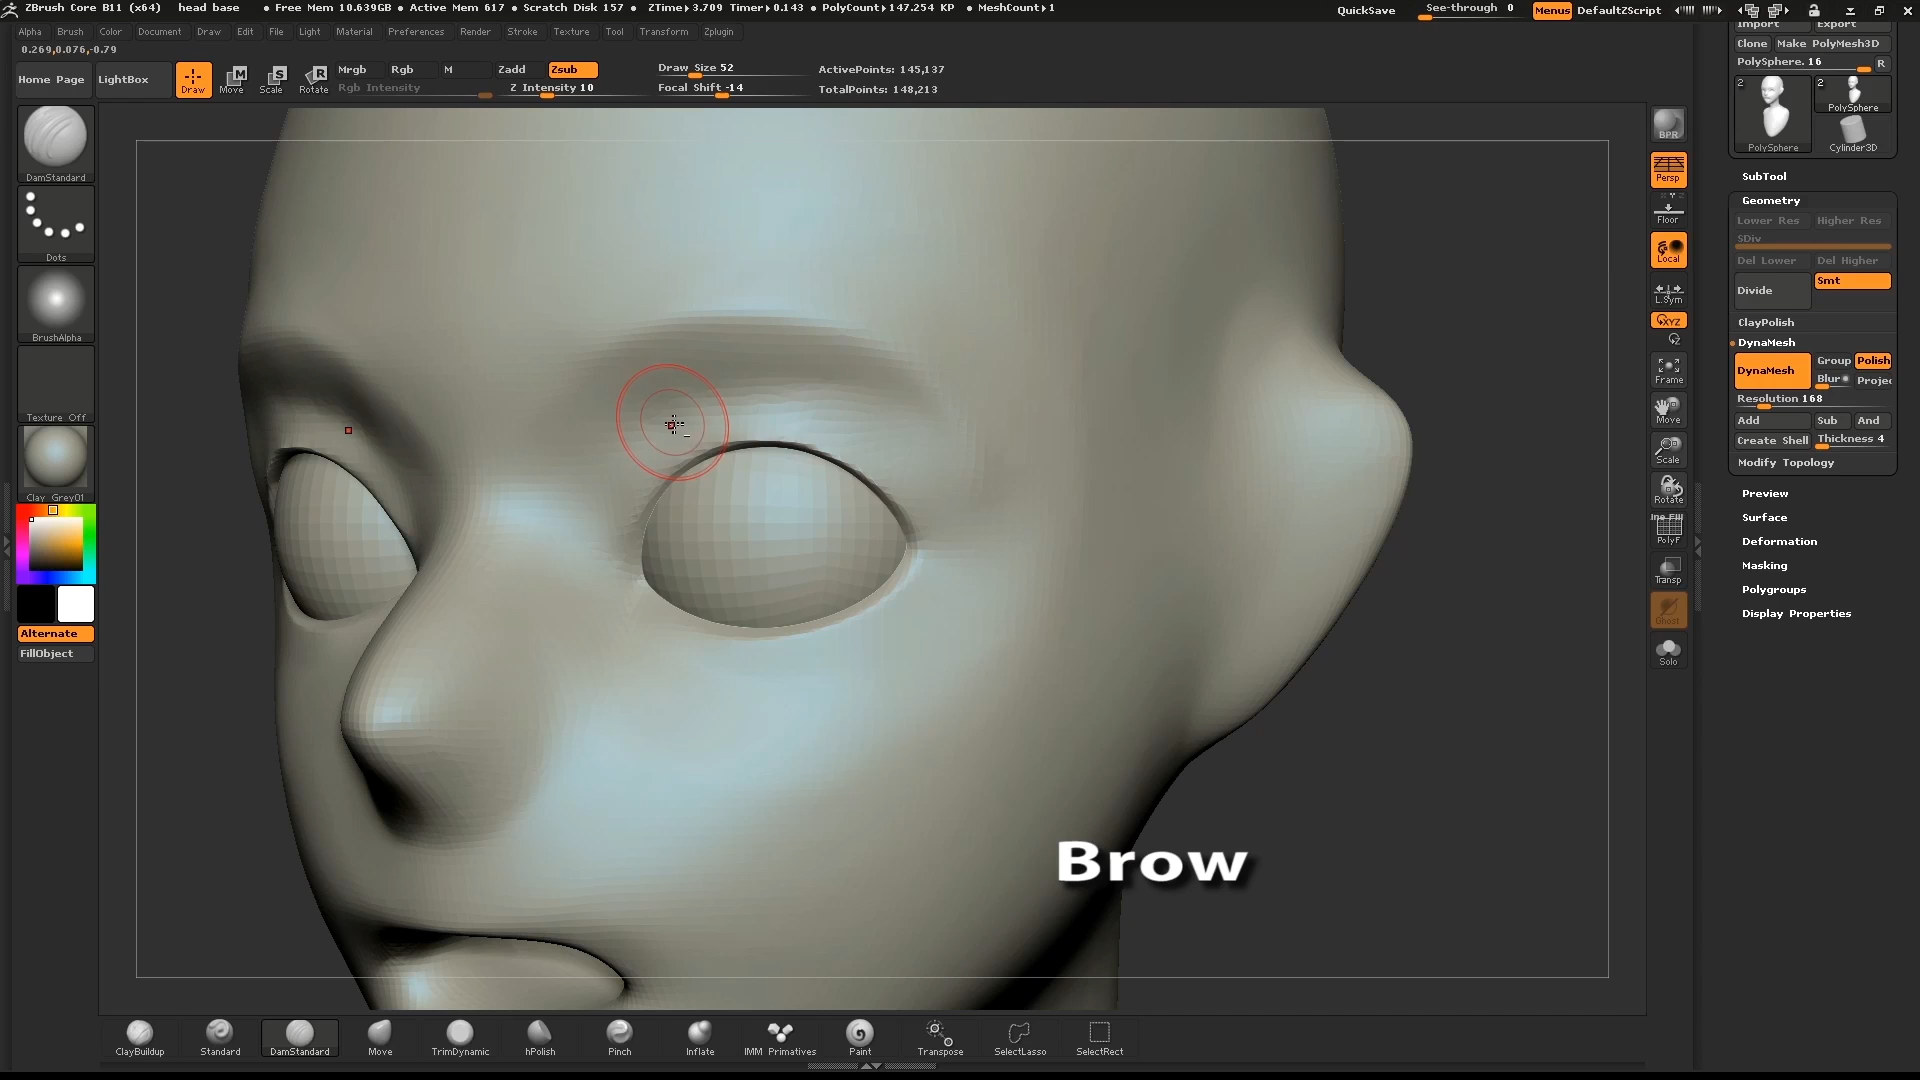 ZBrush Core B11 (x64) head base • Free Mem 10.639GB • Active Mem 617 • Scratch Disk 157 • ZTime▸3.709 Timer▸0.143 • PolyCount▸147.254 KP • MeshCount▸1 QuickSave See-through 0 Menus DefaultZScript
Alpha Brush Color Document Draw Edit File Light Material Preferences Render Stroke Texture Tool Transform Zplugin
0.269,0.076,-0.79
Home Page LightBox Draw Move Scale Rotate
Mrgb Rgb M Zadd Zsub
Rgb Intensity Z Intensity 10
Draw Size 52
Focal Shift -14
ActivePoints: 145,137
TotalPoints: 148,213
DamStandard
Dots
BrushAlpha
Texture Off
Clay_Grey01
Alternate
FillObject
Brow
BPR
Persp
Floor
Local
L.Sym
XYZ
Frame
Move
Scale
Rotate
PolyF
Transp
Ghost
Solo
Import Export
Clone Make PolyMesh3D
PolySphere. 16 R
2 2
PolySphere
PolySphere Cylinder3D
SubTool
Geometry
Lower Res Higher Res
SDiv
Del Lower Del Higher
Divide Smt
ClayPolish
DynaMesh
DynaMesh Group Polish
Blur Projec
Resolution 168
Add Sub And
Create Shell Thickness 4
Modify Topology
Preview
Surface
Deformation
Masking
Polygroups
Display Properties
ClayBuildup Standard DamStandard Move TrimDynamic hPolish Pinch Inflate IMM Primitives Paint Transpose SelectLasso SelectRect